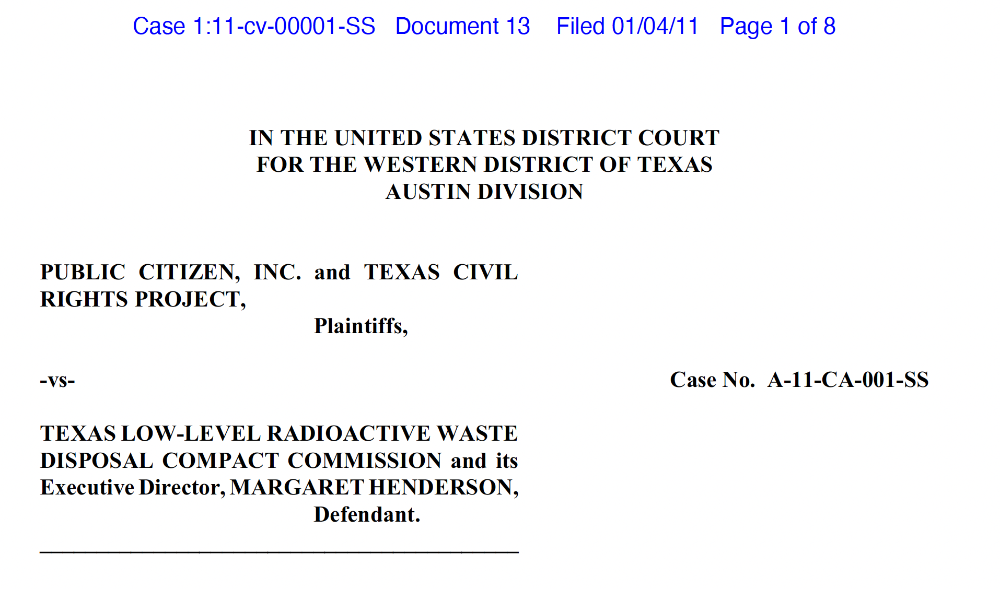 Case 1:11-cv-00001-SS Document 13 Filed 01/04/11 Page 1 of 8
IN THE UNITED STATES DISTRICT COURT
FOR THE WESTERN DISTRICT OF TEXAS
AUSTIN DIVISION
PUBLIC CITIZEN, INC. and TEXAS CIVIL
RIGHTS PROJECT,
Plaintiffs,
-vs-
Case No. A-11-CA-001-SS
TEXAS LOW-LEVEL RADIOACTIVE WASTE
DISPOSAL COMPACT COMMISSION and its
Executive Director, MARGARET HENDERSON,
Defendant.